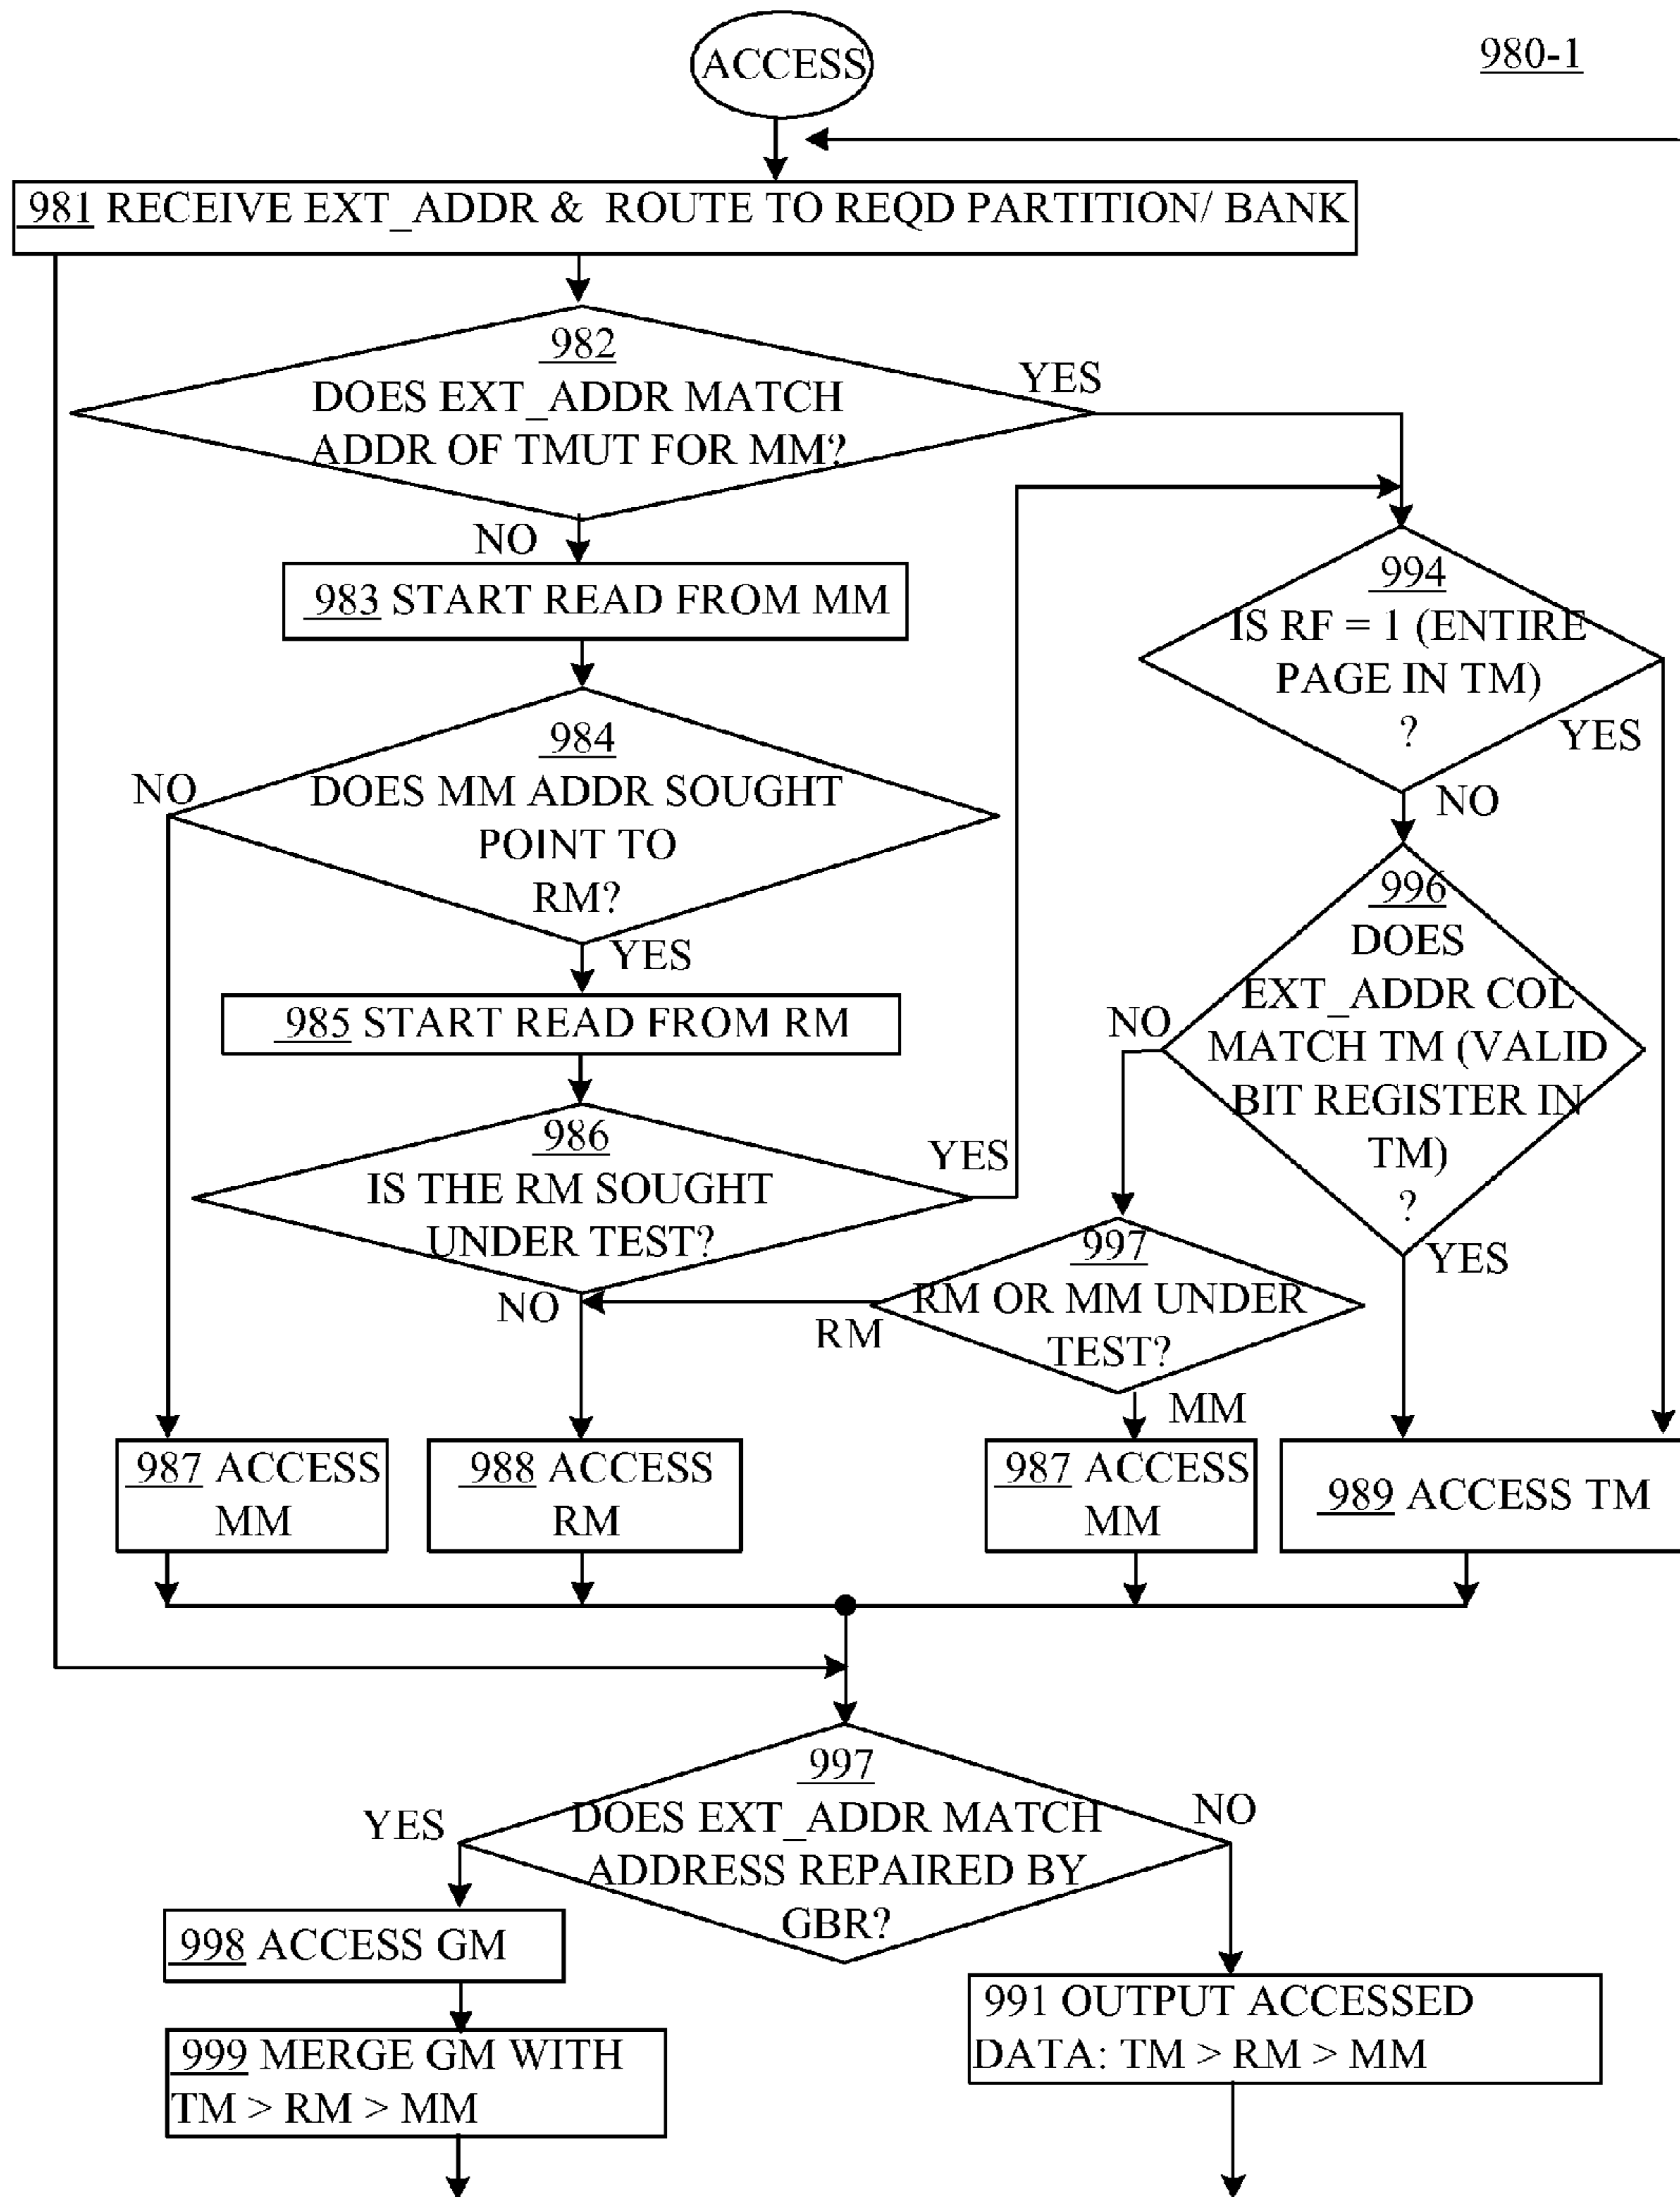 ACCESS
980-1
981 RECEIVE EXT_ADDR & ROUTE TO REQD PARTITION/ BANK
982
DOES EXT_ADDR MATCH
ADDR OF TMUT FOR MM?
YES
NO
983 START READ FROM MM
994
IS RF = 1 (ENTIRE
PAGE IN TM)
?
YES
NO
984
DOES MM ADDR SOUGHT
POINT TO
RM?
NO
YES
985 START READ FROM RM
996
DOES
EXT_ADDR COL
MATCH TM (VALID
BIT REGISTER IN
TM)
?
NO
YES
986
IS THE RM SOUGHT
UNDER TEST?
YES
NO
997
RM OR MM UNDER
TEST?
RM
MM
987 ACCESS
MM
988 ACCESS
RM
987 ACCESS
MM
989 ACCESS TM
997
DOES EXT_ADDR MATCH
ADDRESS REPAIRED BY
GBR?
YES
NO
998 ACCESS GM
999 MERGE GM WITH
TM > RM > MM
991 OUTPUT ACCESSED
DATA: TM > RM > MM